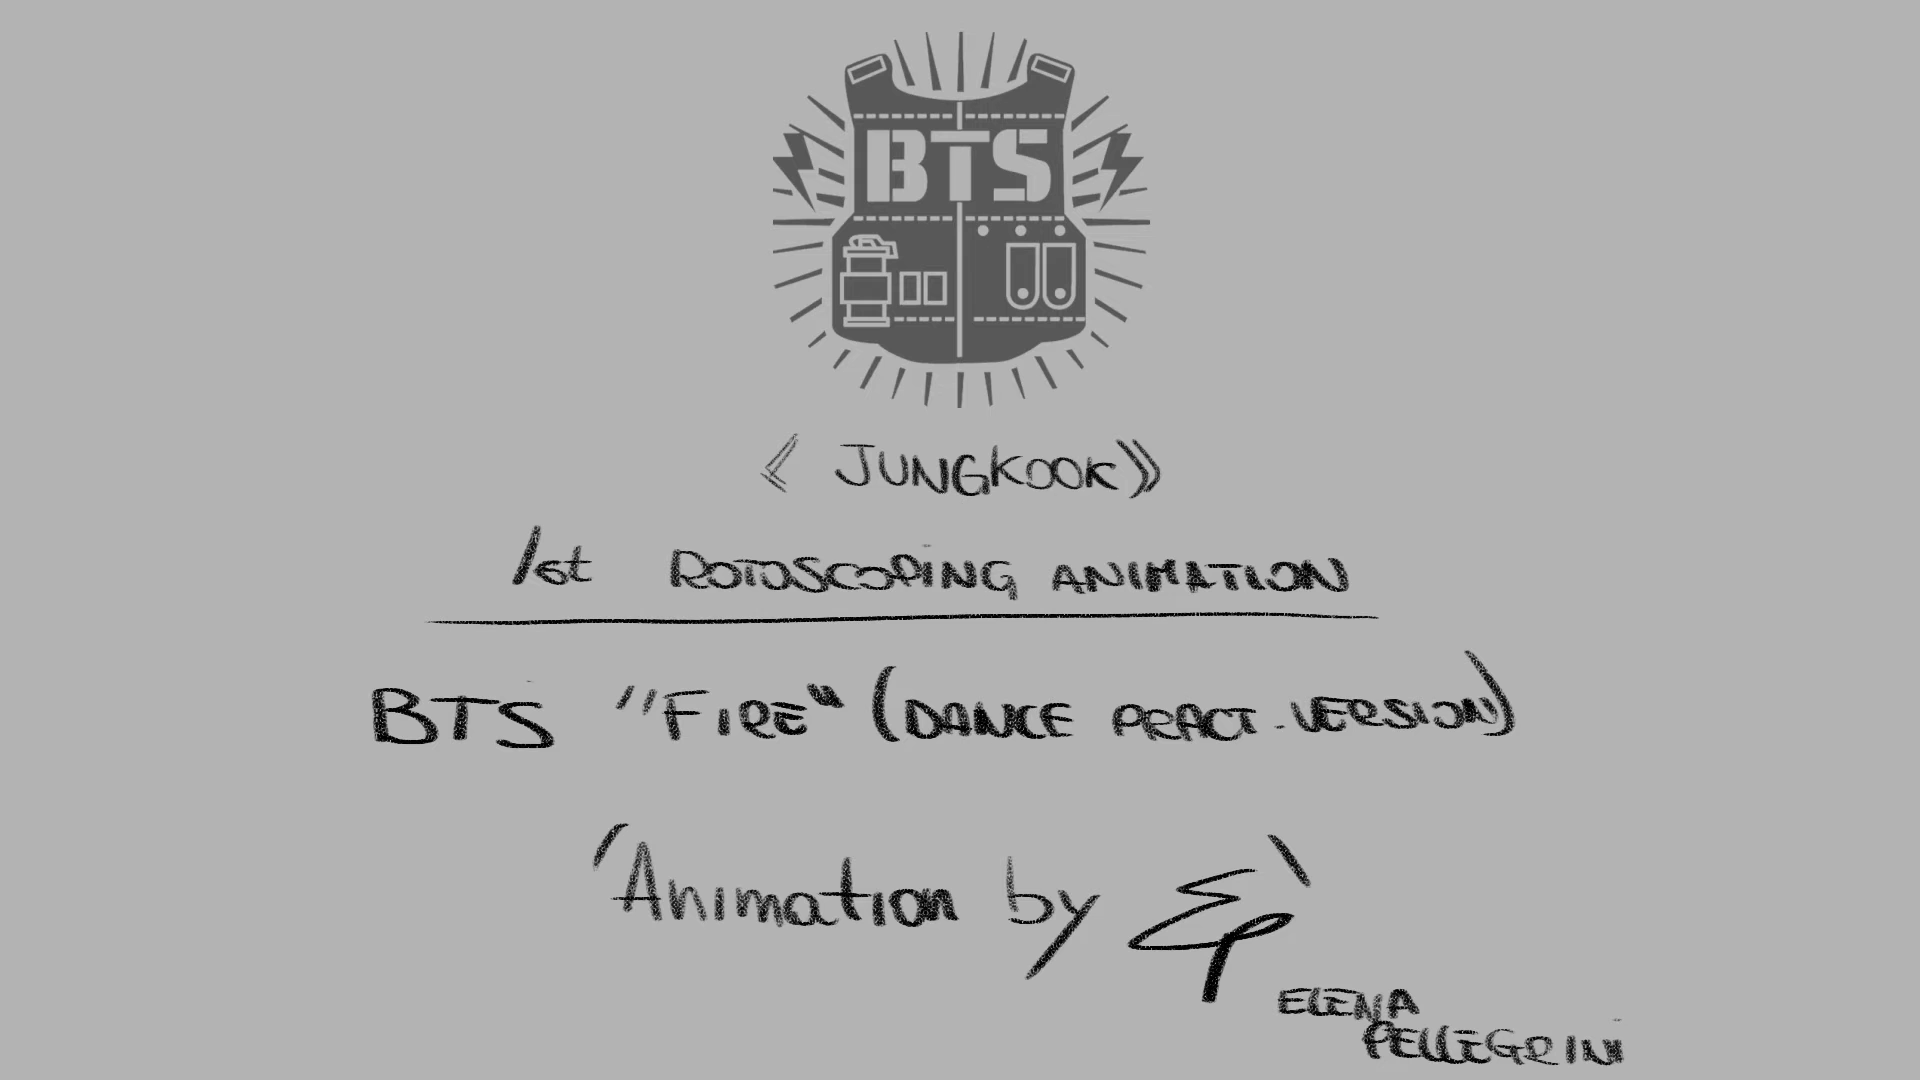 BTS
《 JUNGKOOK》
1st ROTOSCOPING ANIMATION
BTS "FIRE" (DANCE PRACT. VERSION)
'Animation by EP'
ELENA
PELLEGRINI